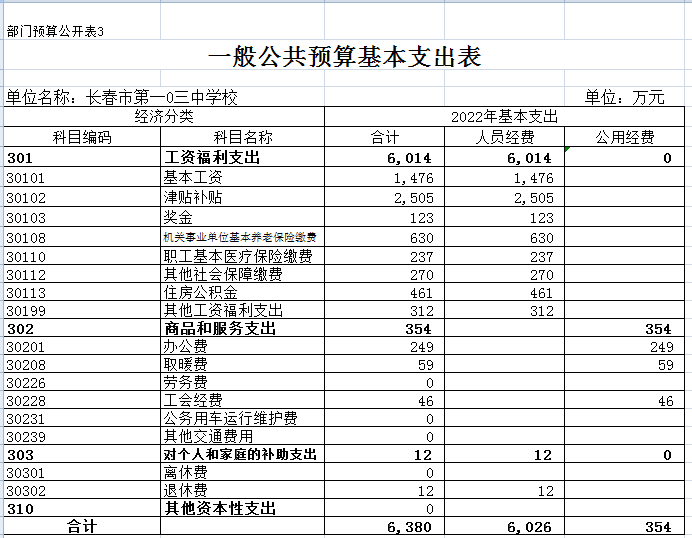 部门预算公开表3
一般公共预算基本支出表
单位名称：长春市第一0三中学校 单位：万元
经济分类 2022年基本支出
科目编码 科目名称 合计 人员经费 公用经费
301 工资福利支出 6,014 6,014 0
30101 基本工资 1,476 1,476
30102 津贴补贴 2,505 2,505
30103 奖金 123 123
30108 机关事业单位基本养老保险缴费 630 630
30110 职工基本医疗保险缴费 237 237
30112 其他社会保障缴费 270 270
30113 住房公积金 461 461
30199 其他工资福利支出 312 312
302 商品和服务支出 354 354
30201 办公费 249 249
30208 取暖费 59 59
30226 劳务费 0
30228 工会经费 46 46
30231 公务用车运行维护费 0
30239 其他交通费用 0
303 对个人和家庭的补助支出 12 12 0
30301 离休费 0
30302 退休费 12 12
310 其他资本性支出 0
合计 6,380 6,026 354